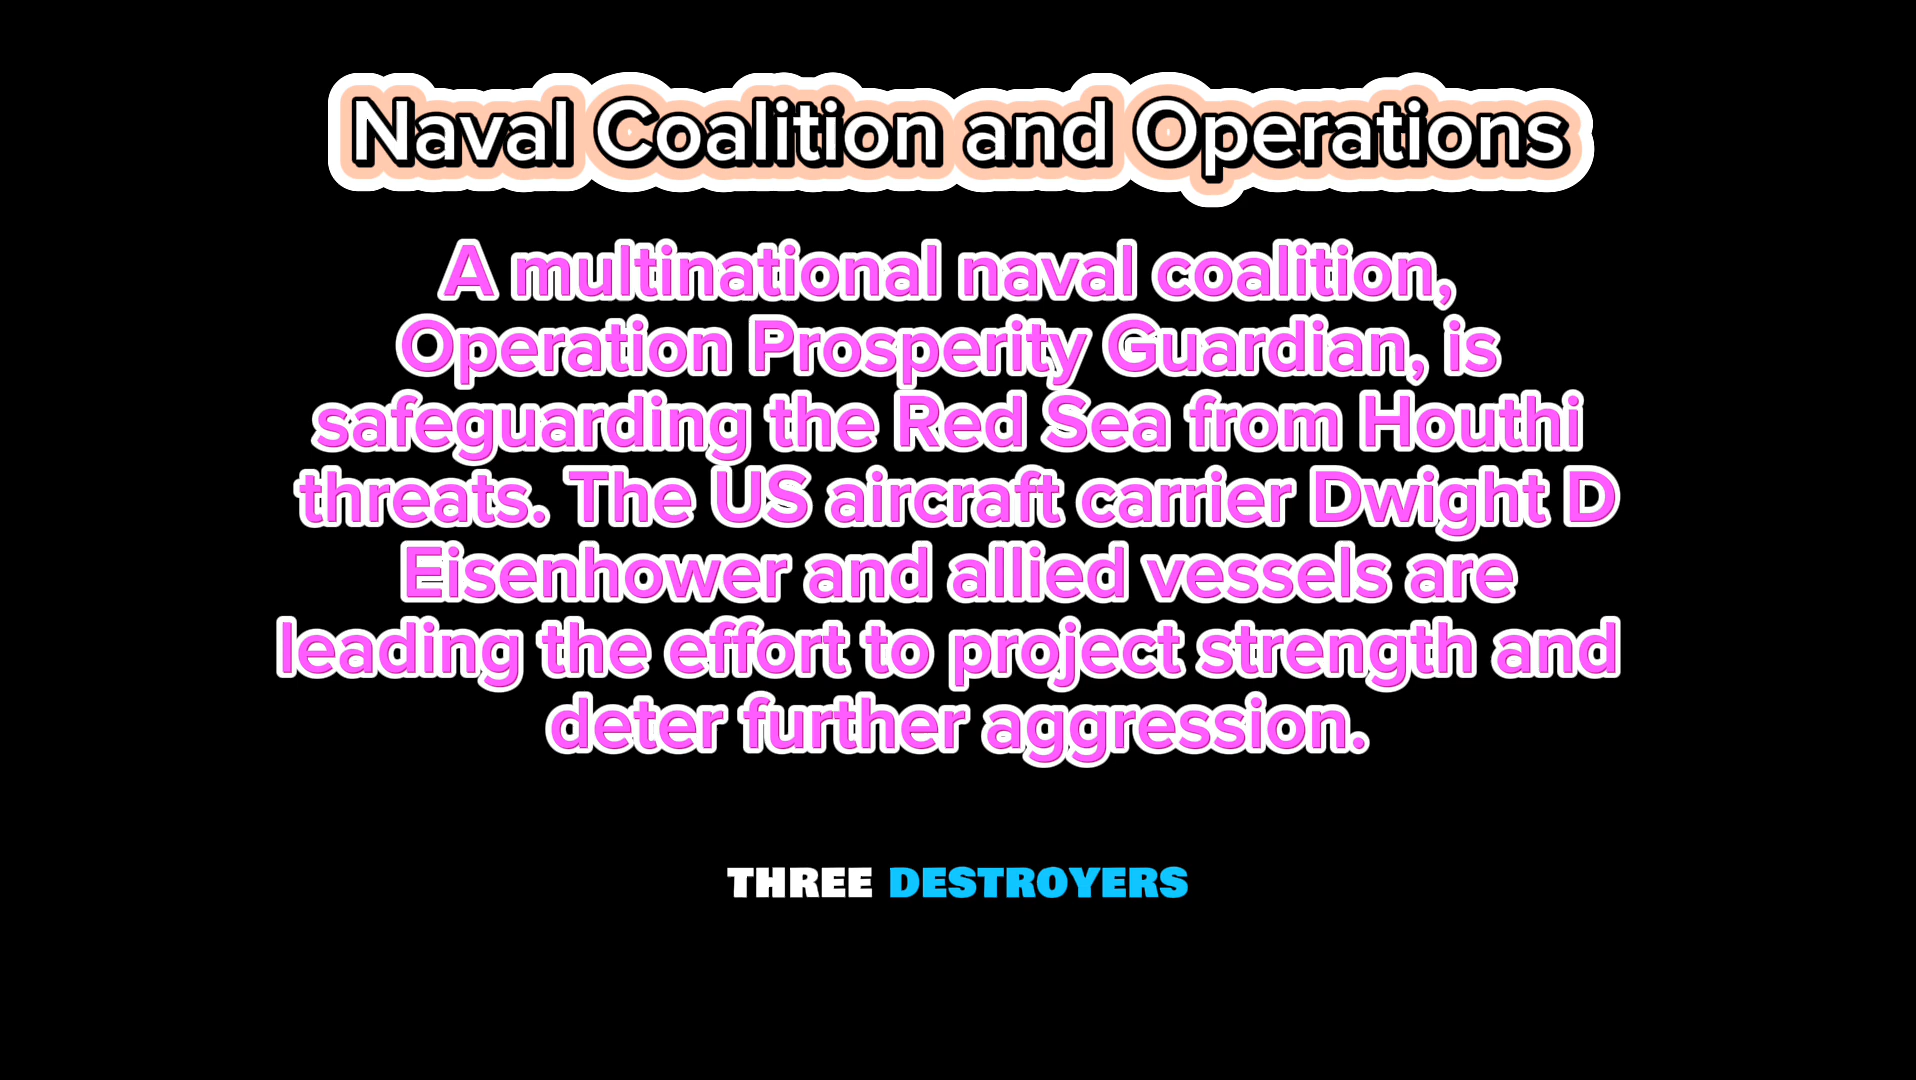 Naval Coalition and Operations
A multinational naval coalition,
Operation Prosperity Guardian, is
safeguarding the Red Sea from Houthi
threats. The US aircraft carrier Dwight D
Eisenhower and allied vessels are
leading the effort to project strength and
deter further aggression.
THREE DESTROYERS